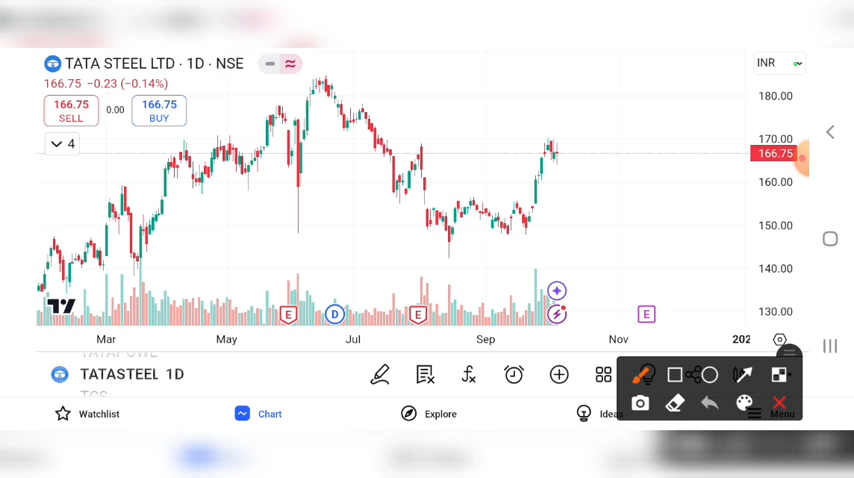 TATA STEEL LTD · 1D · NSE
INR
166.75 −0.23 (−0.14%)
166.75
SELL
0.00
166.75
BUY
4
180.00
170.00
166.75
160.00
150.00
140.00
130.00
E
D
E
E
Mar
May
Jul
Sep
Nov
202
TATAPOWE
TATASTEEL 1D
TCS
Watchlist
Chart
Explore
Ideas
Menu